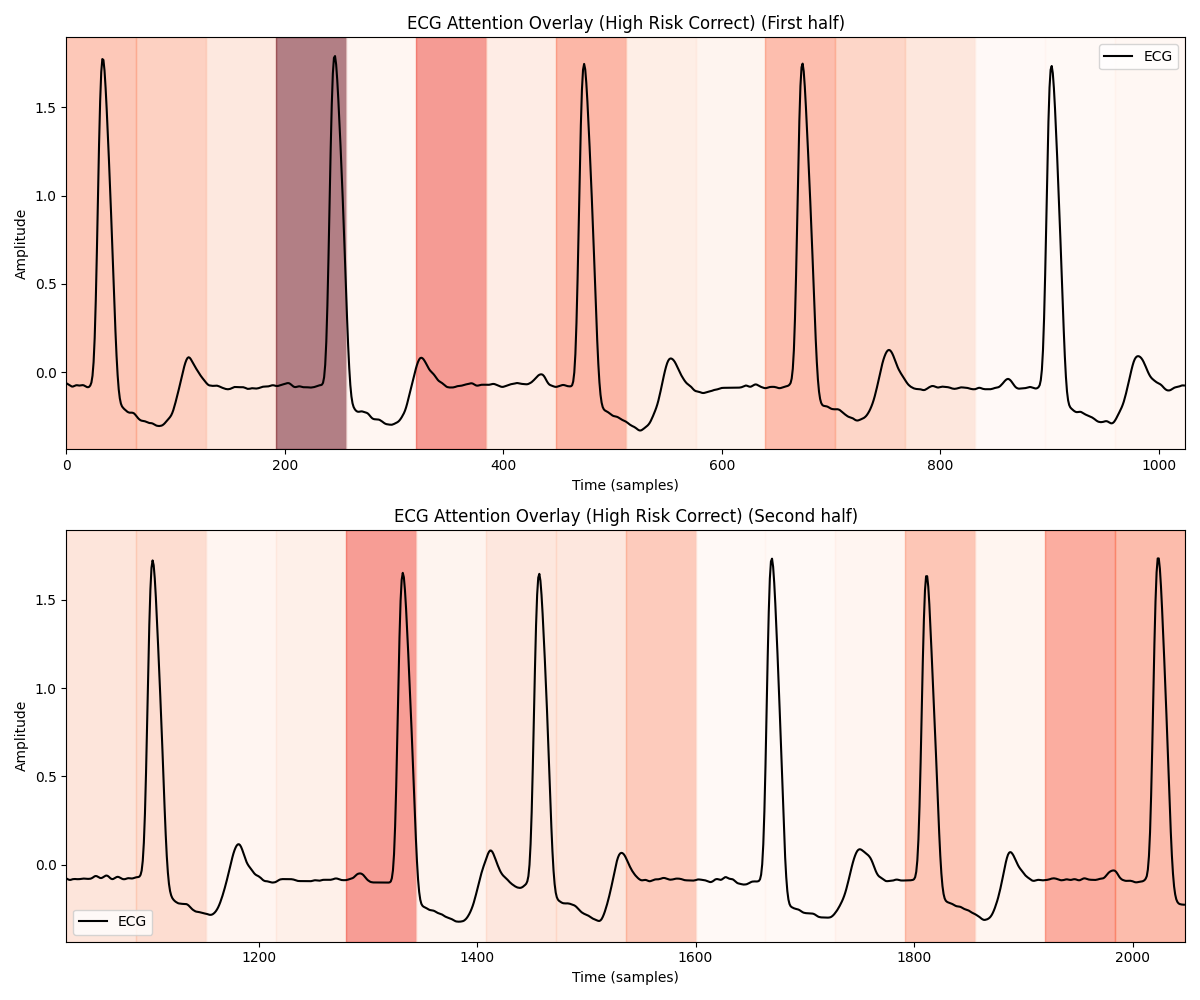 ECG Attention Overlay (High Risk Correct) (First half)
ECG
Amplitude
1.5
1.0
0.5
0.0
0 200 400 600 800 1000
Time (samples)
ECG Attention Overlay (High Risk Correct) (Second half)
Amplitude
1.5
1.0
0.5
0.0
ECG
1200 1400 1600 1800 2000
Time (samples)